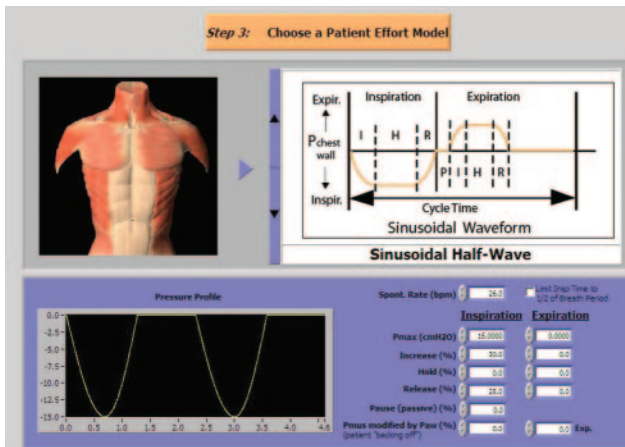 Step 3: Choose a Patient Effort Model
Inspiration Expiration
Expir.
I H R
Pchest wall
P I H R
Inspir.
Cycle Time
Sinusoidal Waveform
Sinusoidal Half-Wave
Pressure Profile
Spont. Rate (bpm) 26.0 Limit Insp Time to 1/2 of Breath Period
Inspiration Expiration
Pmax (cmH2O) 15.0000 0.0000
Increase (%) 30.0 0.0
Hold (%) 0.0 0.0
Release (%) 25.0 0.0
Pause (passive) (%) 0.0
Pmus modified by Paw (%) 0.0 0.0 Exp.
(patient "backing off")
0.0
-2.5
-5.0
-7.5
-10.0
-12.5
-15.0
0.0 0.5 1.0 1.5 2.0 2.5 3.0 3.5 4.0 4.6